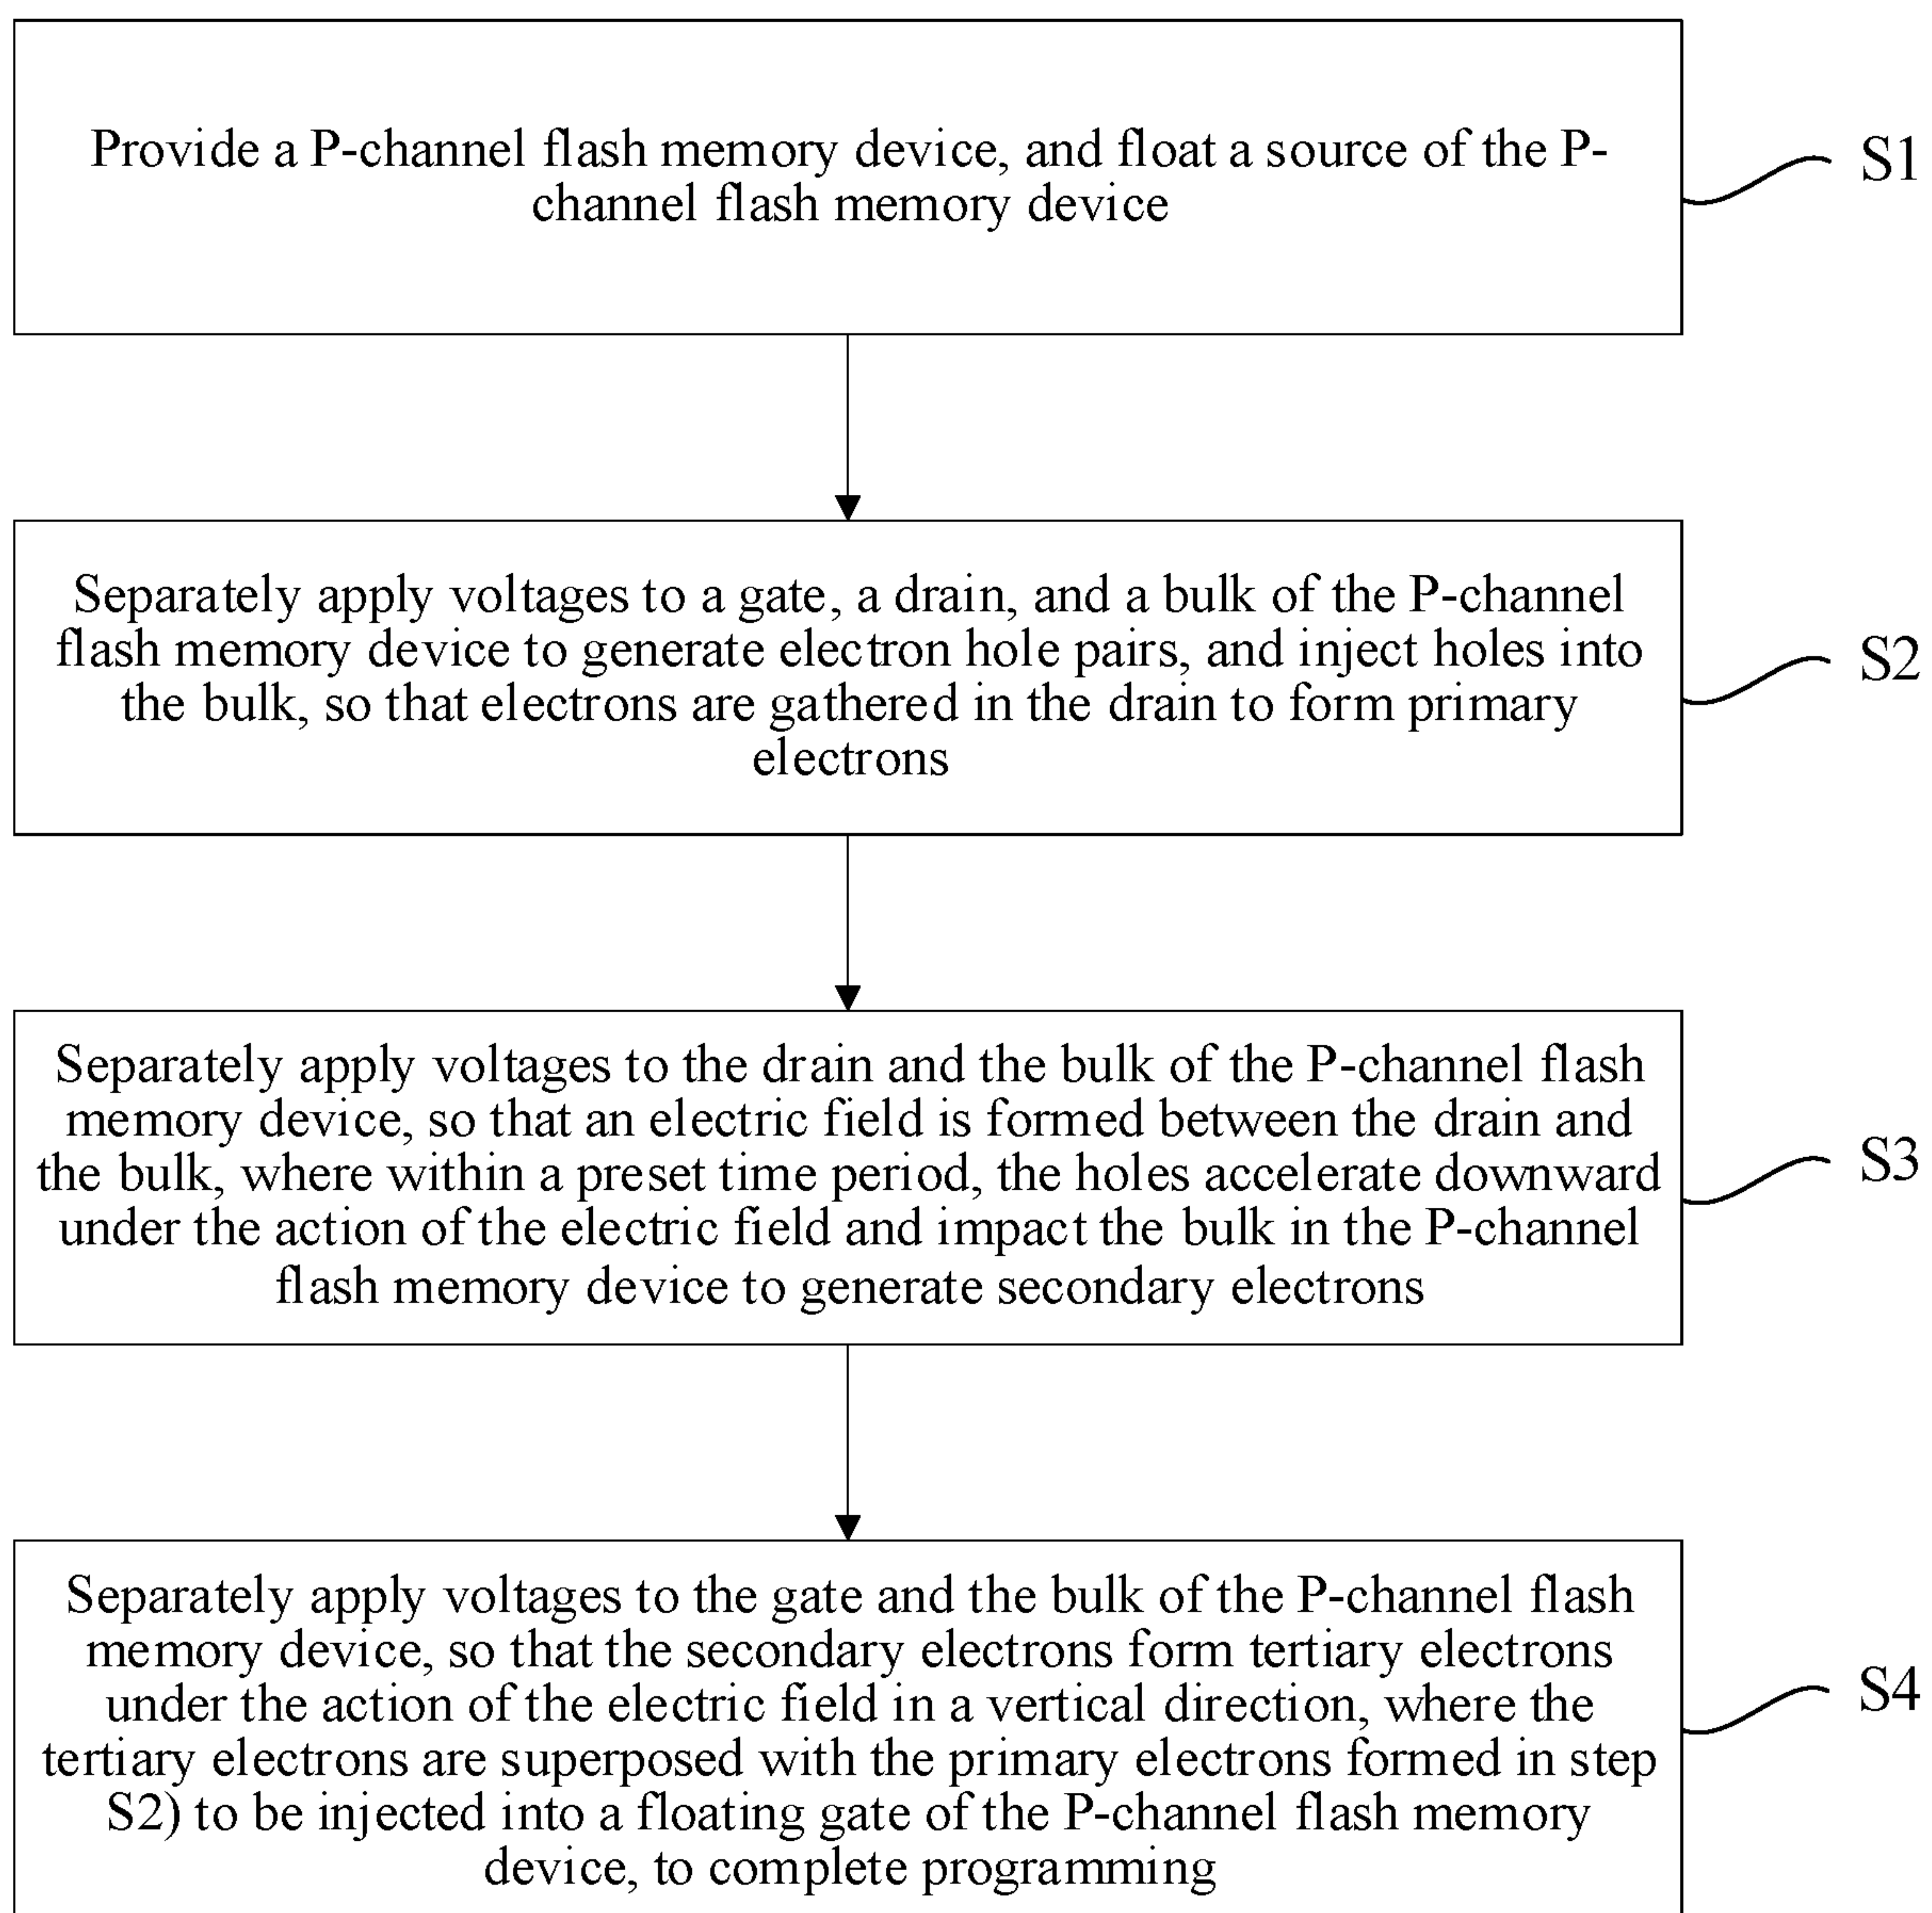 Provide a P-channel flash memory device, and float a source of the P-
channel flash memory device
S1
Separately apply voltages to a gate, a drain, and a bulk of the P-channel
flash memory device to generate electron hole pairs, and inject holes into
the bulk, so that electrons are gathered in the drain to form primary
electrons
S2
Separately apply voltages to the drain and the bulk of the P-channel flash
memory device, so that an electric field is formed between the drain and
the bulk, where within a preset time period, the holes accelerate downward
under the action of the electric field and impact the bulk in the P-channel
flash memory device to generate secondary electrons
S3
Separately apply voltages to the gate and the bulk of the P-channel flash
memory device, so that the secondary electrons form tertiary electrons
under the action of the electric field in a vertical direction, where the
tertiary electrons are superposed with the primary electrons formed in step
S2) to be injected into a floating gate of the P-channel flash memory
device, to complete programming
S4